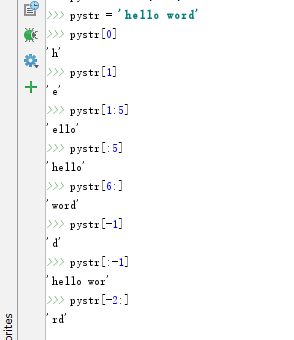 >>> pystr = 'hello word'
>>> pystr[0]
'h'
>>> pystr[1]
'e'
>>> pystr[1:5]
'ello'
>>> pystr[:5]
'hello'
>>> pystr[6:]
'word'
>>> pystr[-1]
'd'
>>> pystr[:-1]
'hello wor'
>>> pystr[-2:]
'rd'